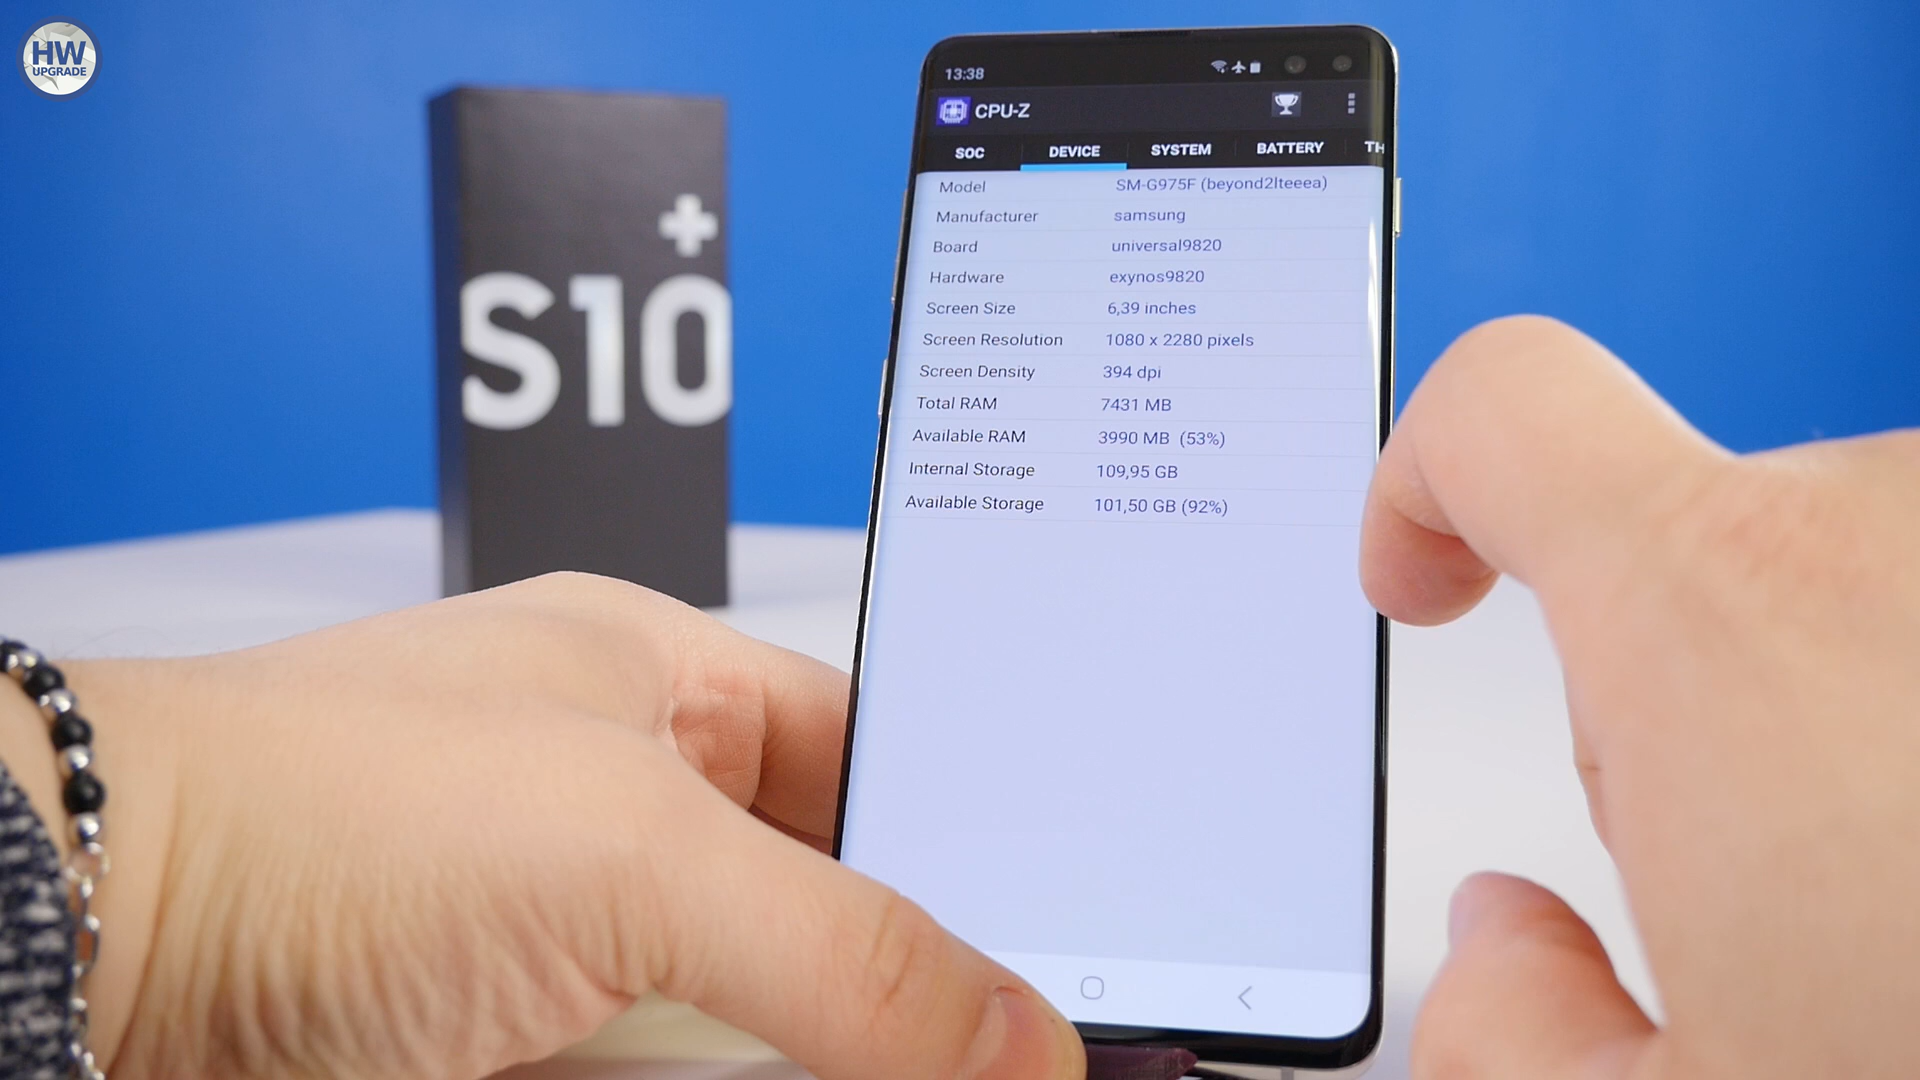 HW
UPGRADE
+
S10
13:38
CPU-Z
SOC DEVICE SYSTEM BATTERY TH
Model SM-G975F (beyond2lteeea)
Manufacturer samsung
Board universal9820
Hardware exynos9820
Screen Size 6,39 inches
Screen Resolution 1080 x 2280 pixels
Screen Density 394 dpi
Total RAM 7431 MB
Available RAM 3990 MB (53%)
Internal Storage 109,95 GB
Available Storage 101,50 GB (92%)